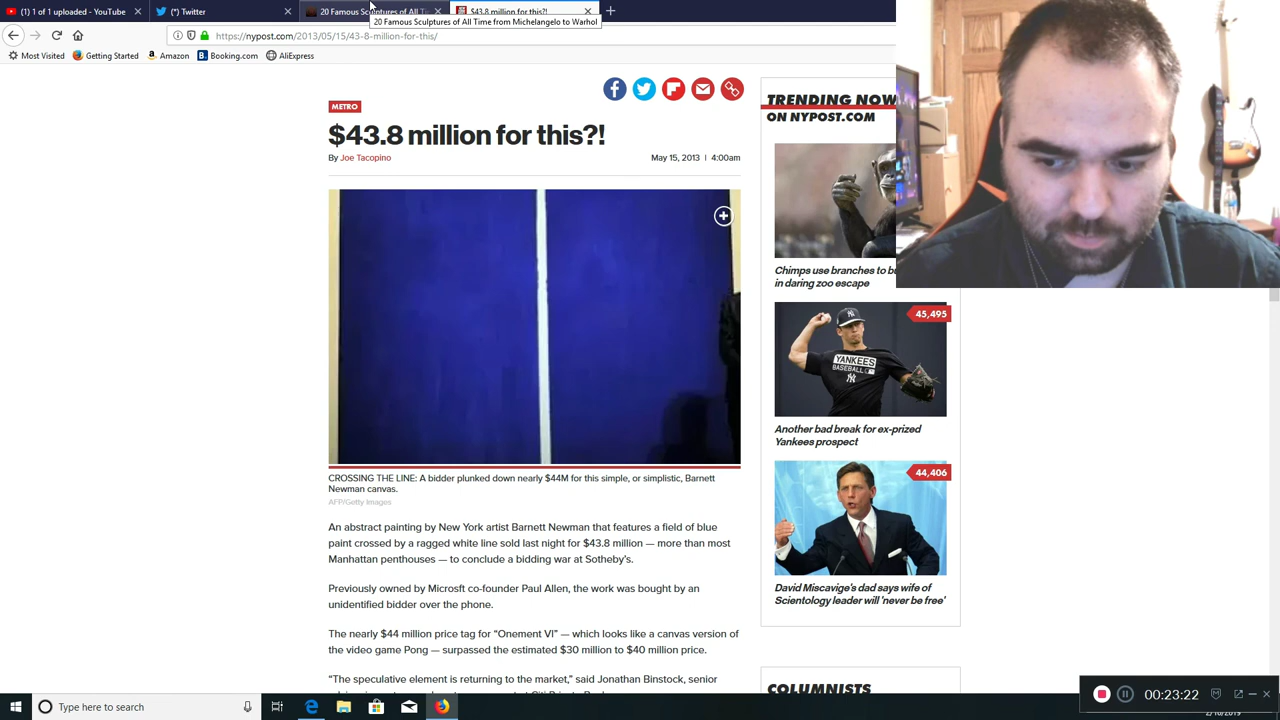 (1) 1 of 1 uploaded - YouTube
(*) Twitter
20 Famous Sculptures of All
$43.8 million for this?!
20 Famous Sculptures of All Time from Michelangelo to Warhol
https://nypost.com/2013/05/15/43-8-million-for-this/
Most Visited
Getting Started
Amazon
Booking.com
AliExpress
METRO
$43.8 million for this?!
By Joe Tacopino
May 15, 2013 | 4:00am
CROSSING THE LINE: A bidder plunked down nearly $44M for this simple, or simplistic, Barnett
Newman canvas.
AFP/Getty Images
An abstract painting by New York artist Barnett Newman that features a field of blue
paint crossed by a ragged white line sold last night for $43.8 million — more than most
Manhattan penthouses — to conclude a bidding war at Sotheby's.
Previously owned by Microsft co-founder Paul Allen, the work was bought by an
unidentified bidder over the phone.
The nearly $44 million price tag for “Onement VI” — which looks like a canvas version of
the video game Pong — surpassed the estimated $30 million to $40 million price.
“The speculative element is returning to the market,” said Jonathan Binstock, senior
TRENDING NOW
ON NYPOST.COM
Chimps use branches to
in daring zoo escape
45,495
YANKEES
BASEBALL
Another bad break for ex-prized
Yankees prospect
44,406
David Miscavige's dad says wife of
Scientology leader will 'never be free'
COLUMNISTS
Type here to search
00:23:22